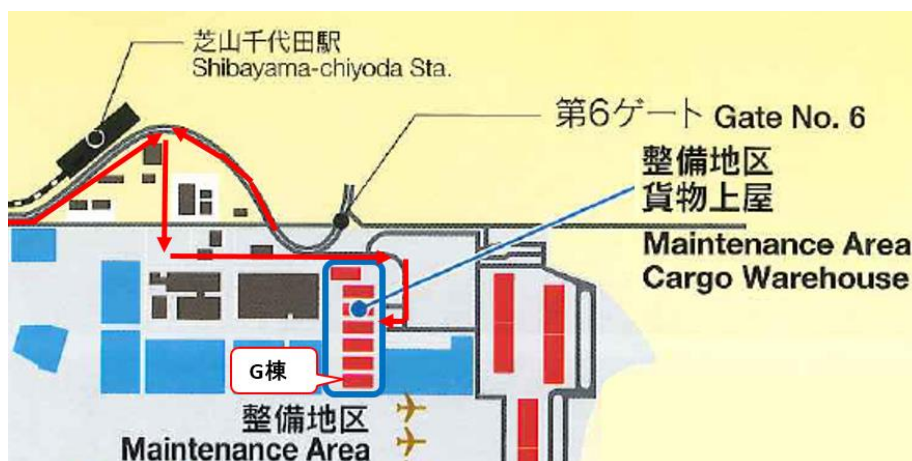 芝山千代田駅
Shibayama-chiyoda Sta.
第6ゲート Gate No. 6
整備地区
貨物上屋
Maintenance Area
Cargo Warehouse
G棟
整備地区
Maintenance Area